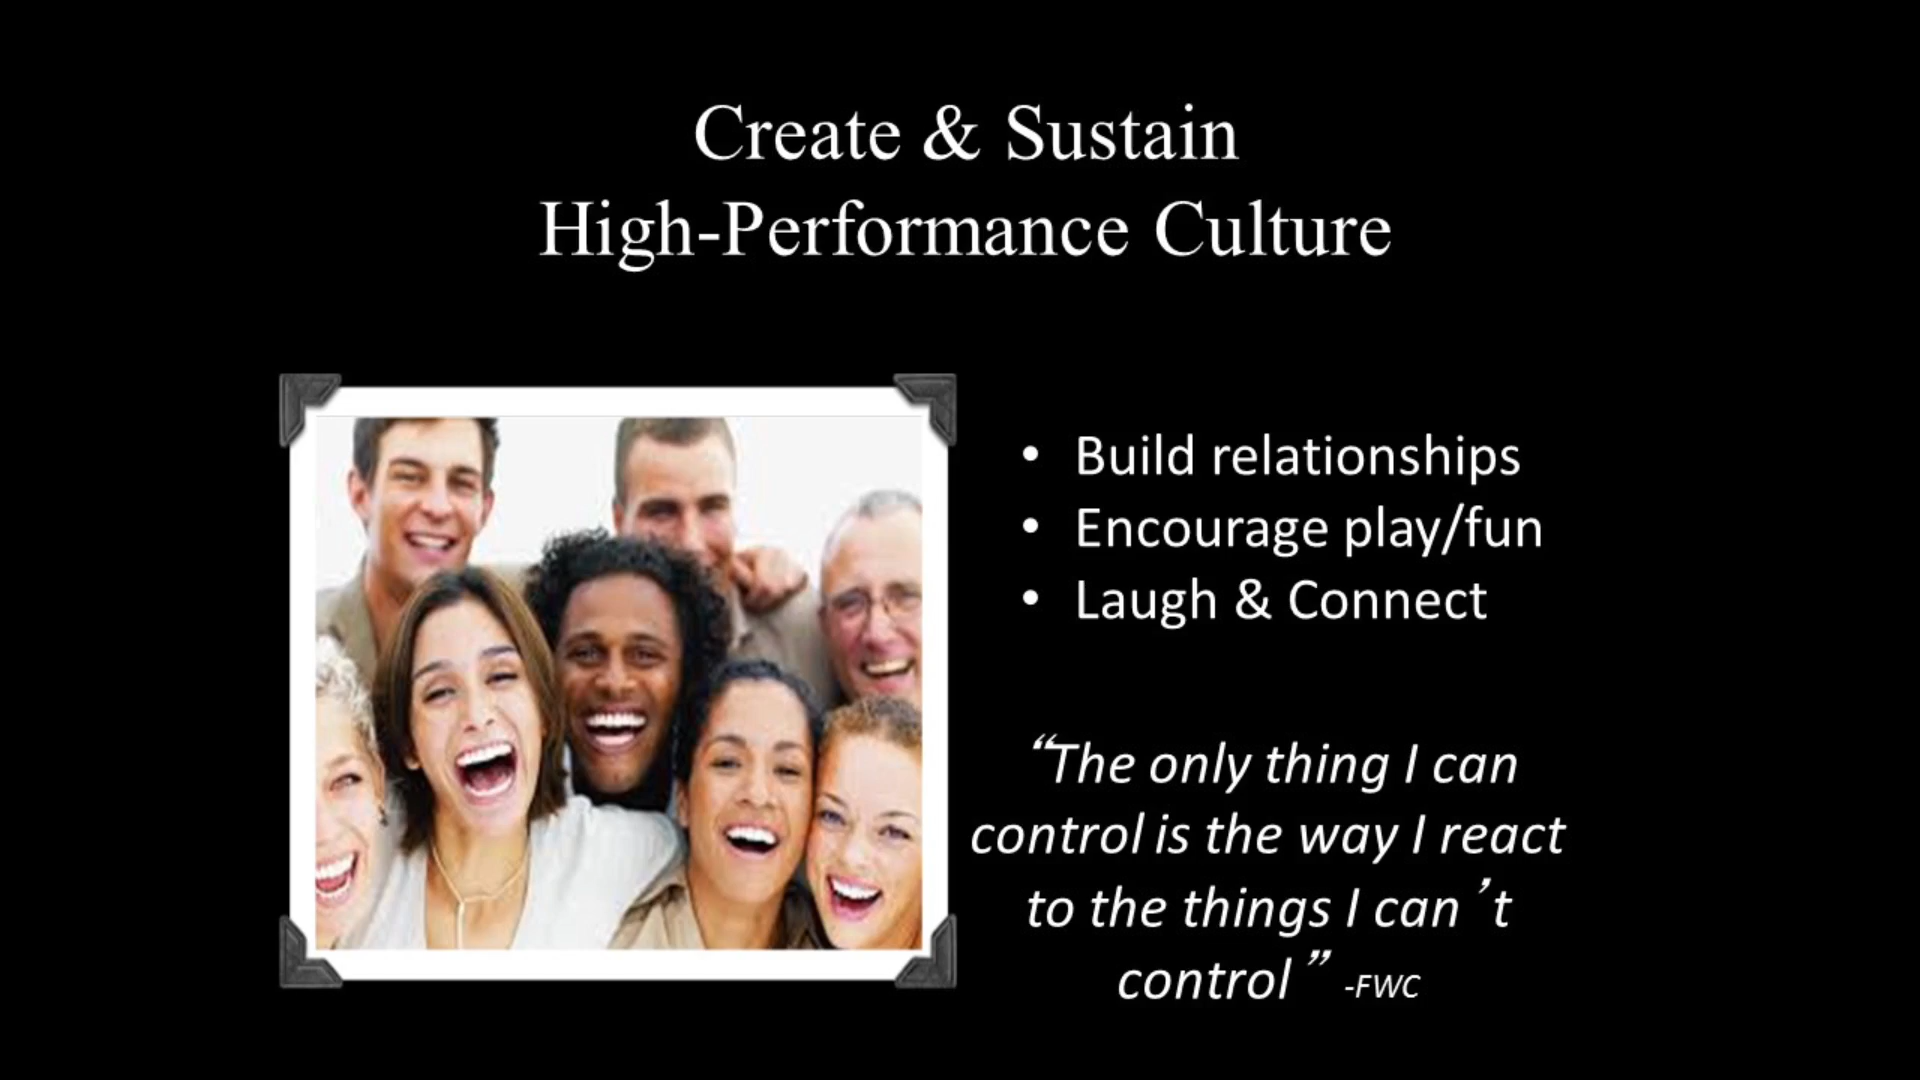 Create & Sustain
High-Performance Culture
• Build relationships
• Encourage play/fun
• Laugh & Connect
“The only thing I can
control is the way I react
to the things I can’t
control” -FWC